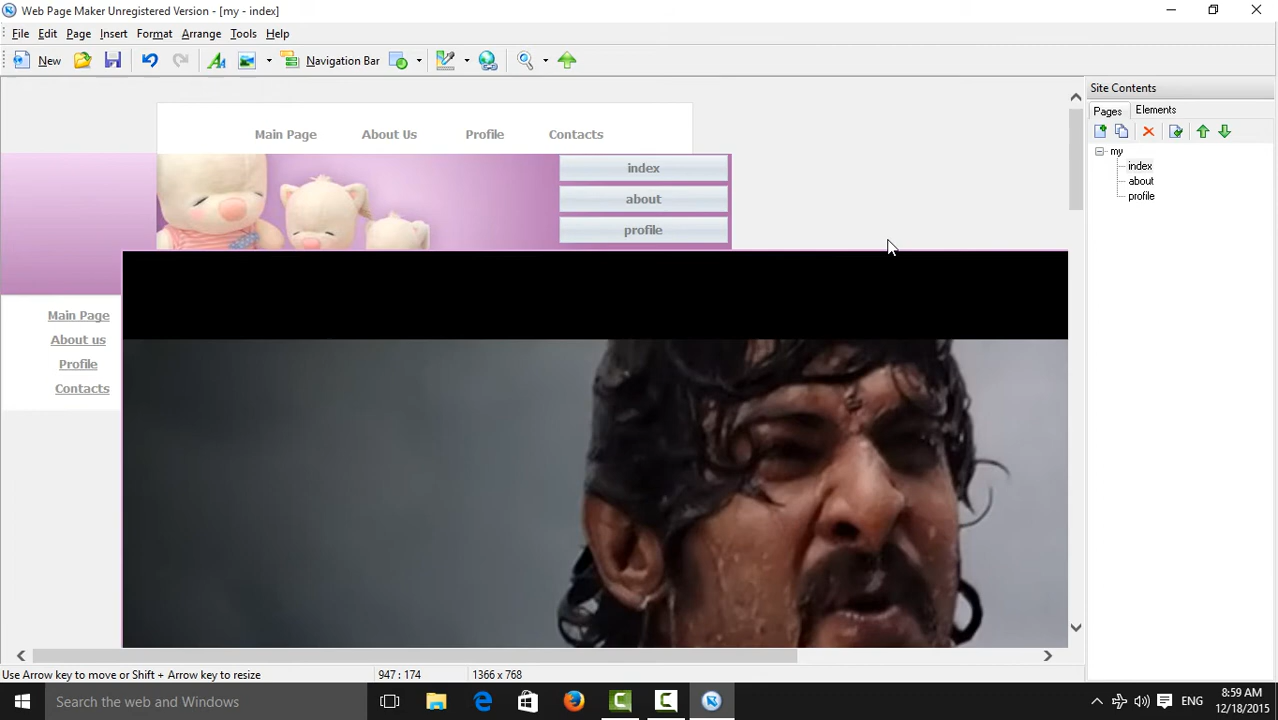 Web Page Maker Unregistered Version - [my - index]
File Edit Page Insert Format Arrange Tools Help
New Navigation Bar
Site Contents
Pages Elements
my
index
about
profile
Main Page About Us Profile Contacts
index
about
profile
Main Page
About us
Profile
Contacts
Use Arrow key to move or Shift + Arrow key to resize 947 : 174 1366 x 768
Search the web and Windows
ENG
8:59 AM
12/18/2015